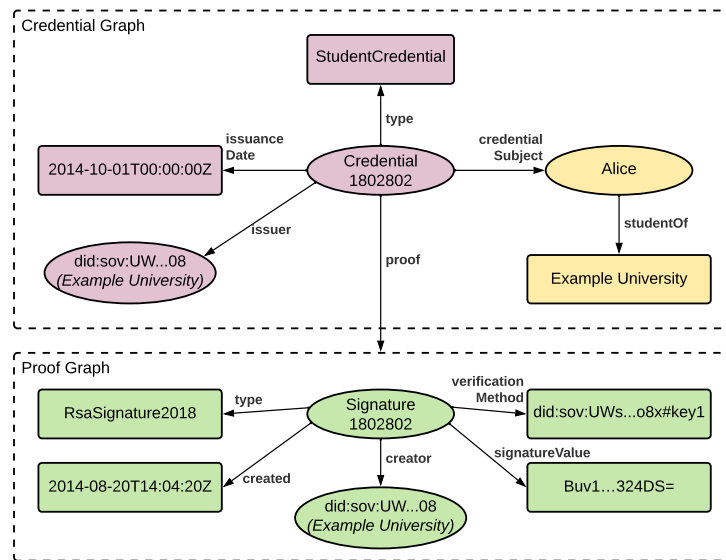 Credential Graph
StudentCredential
type
issuance
Date
credential
Subject
2014-10-01T00:00:00Z
Credential
1802802
Alice
issuer
studentOf
did:sov:UW...08
(Example University)
proof
Example University
Proof Graph
RsaSignature2018
type
Signature
1802802
verification
Method
did:sov:UWs...o8x#key1
2014-08-20T14:04:20Z
created
creator
signatureValue
Buv1…324DS=
did:sov:UW...08
(Example University)